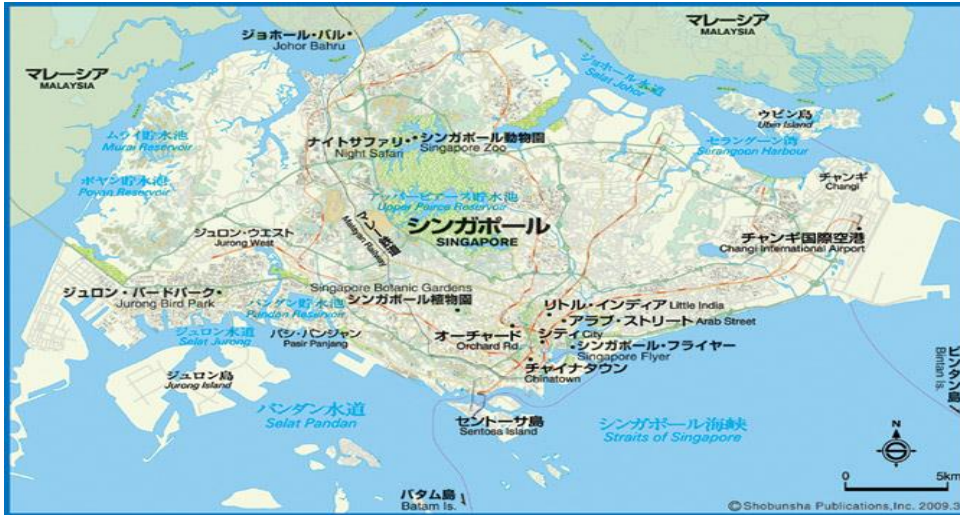 ジョホール・バル
Johor Bahru
マレーシア
MALAYSIA
マレーシア
MALAYSIA
ジョホール水道
Selat Johor
ウビン島
Ubin Island
ムライ貯水池
Murai Reservoir
ナイトサファリ
Night Safari
シンガポール動物園
Singapore Zoo
セラングーン湾
Serangoon Harbour
ポヤン貯水池
Poyan Reservoir
チャンギ
Changi
アッパーピアース貯水池
Upper Peirce Reservoir
マレー鉄道
Malayan Railway
シンガポール
SINGAPORE
ジュロン・ウエスト
Jurong West
チャンギ国際空港
Changi International Airport
ジュロン・バードパーク
Jurong Bird Park
Singapore Botanic Gardens
シンガポール植物園
パンダン貯水池
Pandan Reservoir
リトル・インディア Little India
アラブ・ストリート Arab Street
オーチャード
Orchard Rd.
シティ City
シンガポール・フライヤー
Singapore Flyer
ジュロン水道
Selat Jurong
パシ・パンジャン
Pasir Panjang
チャイナタウン
Chinatown
ジュロン島
Jurong Island
ビンタン島
Bintan Is.
パンダン水道
Selat Pandan
セントーサ島
Sentosa Island
シンガポール海峡
Straits of Singapore
N
0 5km
バタム島
Batam Is.
©Shobunsha Publications,Inc. 2009.3